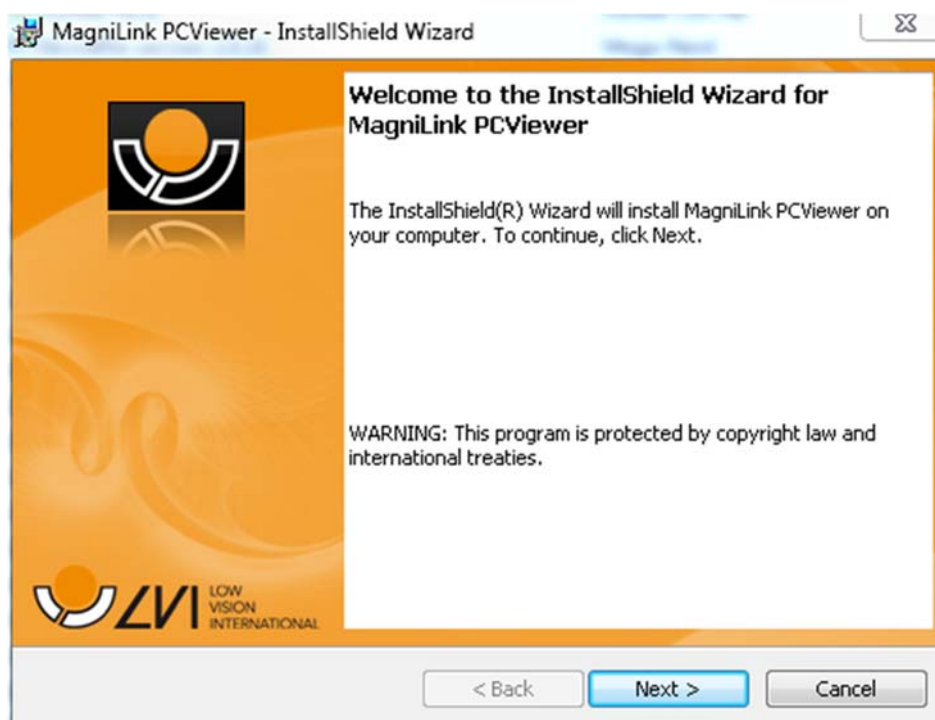 MagniLink PCViewer - InstallShield Wizard
Welcome to the InstallShield Wizard for
MagniLink PCViewer
The InstallShield(R) Wizard will install MagniLink PCViewer on
your computer. To continue, click Next.
WARNING: This program is protected by copyright law and
international treaties.
LVI LOW
VISION
INTERNATIONAL
< Back Next > Cancel